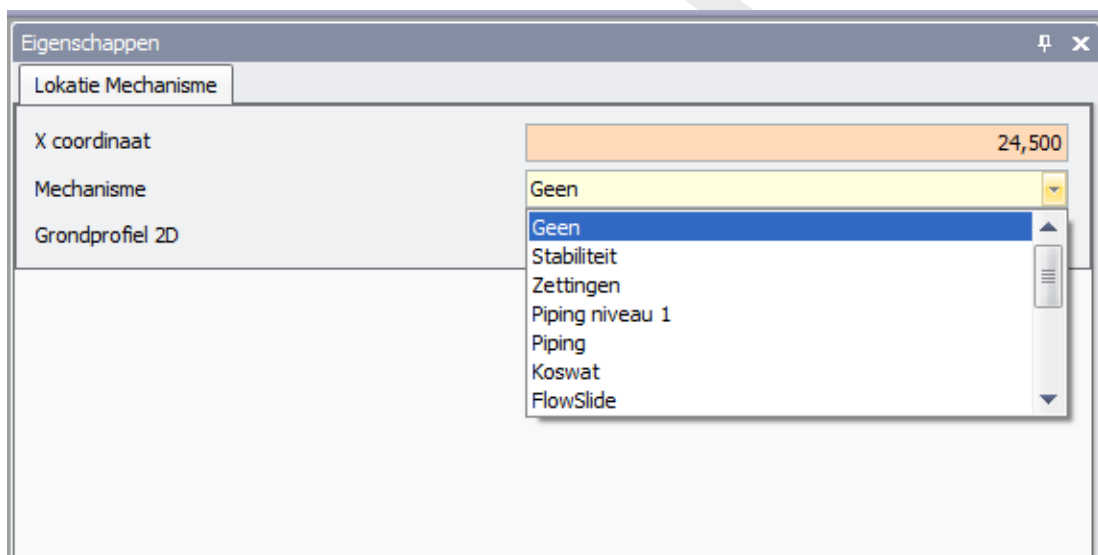 Eigenschappen
Lokatie Mechanisme
X coordinaat 24,500
Mechanisme Geen
Grondprofiel 2D
Geen
Stabiliteit
Zettingen
Piping niveau 1
Piping
Koswat
FlowSlide